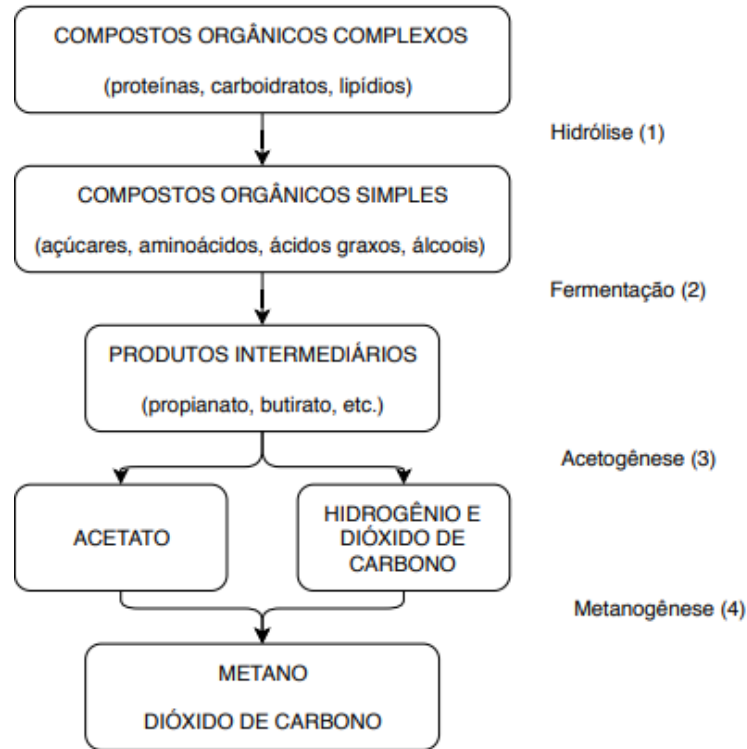 COMPOSTOS ORGÂNICOS COMPLEXOS
(proteínas, carboidratos, lipídios)
Hidrólise (1)
COMPOSTOS ORGÂNICOS SIMPLES
(açúcares, aminoácidos, ácidos graxos, álcoois)
Fermentação (2)
PRODUTOS INTERMEDIÁRIOS
(propianato, butirato, etc.)
Acetogênese (3)
ACETATO
HIDROGÊNIO E
DIÓXIDO DE
CARBONO
Metanogênese (4)
METANO
DIÓXIDO DE CARBONO